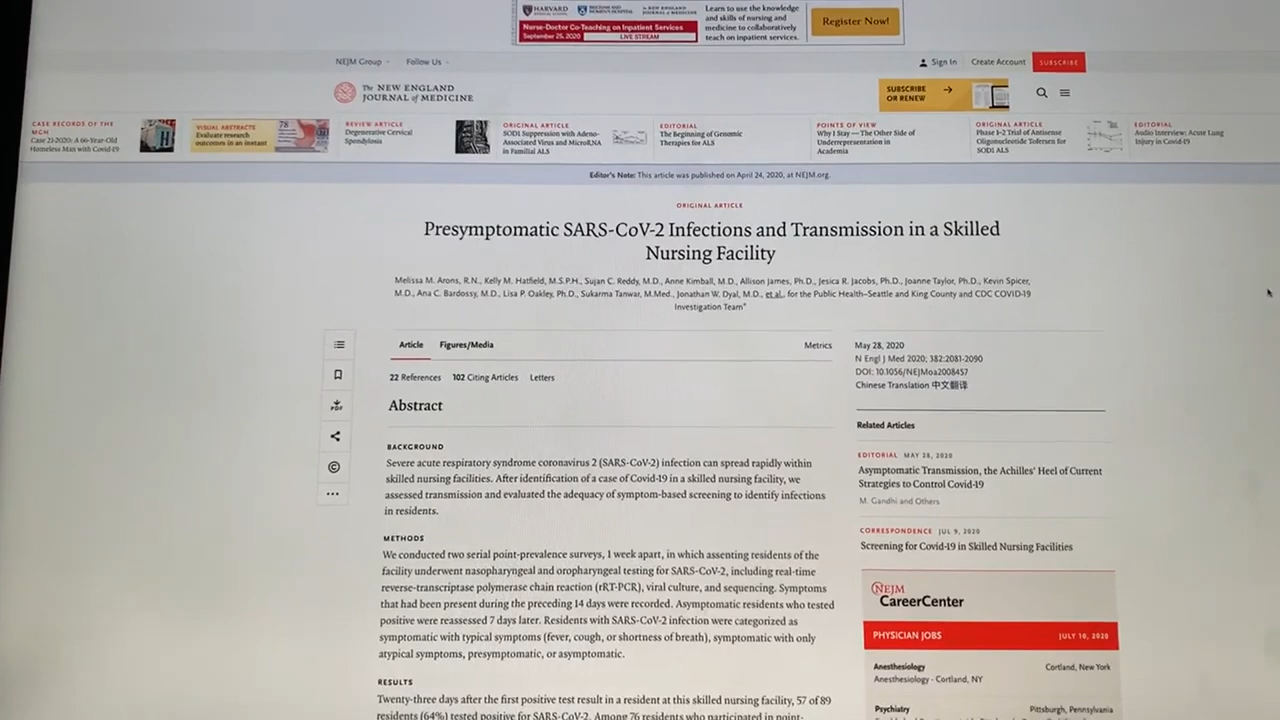 HARVARD
MEDICAL SCHOOL
BRIGHAM AND
WOMEN'S HOSPITAL
The NEW ENGLAND
JOURNAL of MEDICINE
Nurse-Doctor Co-Teaching on Inpatient Services
September 25, 2020
LIVE STREAM
Learn to use the knowledge
and skills of nursing and
medicine to collaboratively
teach on inpatient services.
Register Now!
NEJM Group
Follow Us
Sign In
Create Account
SUBSCRIBE
The NEW ENGLAND
JOURNAL of MEDICINE
SUBSCRIBE
OR RENEW
CASE RECORDS OF THE
MGH
Case 21-2020: A 66-Year-Old
Homeless Man with Covid-19
VISUAL ABSTRACTS
Evaluate research
outcomes in an instant
78
REVIEW ARTICLE
Degenerative Cervical
Spondylosis
ORIGINAL ARTICLE
SOD1 Suppression with Adeno-
Associated Virus and MicroRNA
in Familial ALS
EDITORIAL
The Beginning of Genomic
Therapies for ALS
POINTS OF VIEW
Why I Stay — The Other Side of
Underrepresentation in
Academia
ORIGINAL ARTICLE
Phase 1–2 Trial of Antisense
Oligonucleotide Tofersen for
SOD1 ALS
EDITORIAL
Audio Interview: Acute Lung
Injury in Covid-19
Editor's Note: This article was published on April 24, 2020, at NEJM.org.
ORIGINAL ARTICLE
Presymptomatic SARS-CoV-2 Infections and Transmission in a Skilled
Nursing Facility
Melissa M. Arons, R.N., Kelly M. Hatfield, M.S.P.H., Sujan C. Reddy, M.D., Anne Kimball, M.D., Allison James, Ph.D., Jesica R. Jacobs, Ph.D., Joanne Taylor, Ph.D., Kevin Spicer,
M.D., Ana C. Bardossy, M.D., Lisa P. Oakley, Ph.D., Sukarma Tanwar, M.Med., Jonathan W. Dyal, M.D., et al., for the Public Health–Seattle and King County and CDC COVID-19
Investigation Team*
Article
Figures/Media
Metrics
22 References
102 Citing Articles
Letters
Abstract
BACKGROUND
Severe acute respiratory syndrome coronavirus 2 (SARS-CoV-2) infection can spread rapidly within
skilled nursing facilities. After identification of a case of Covid-19 in a skilled nursing facility, we
assessed transmission and evaluated the adequacy of symptom-based screening to identify infections
in residents.
METHODS
We conducted two serial point-prevalence surveys, 1 week apart, in which assenting residents of the
facility underwent nasopharyngeal and oropharyngeal testing for SARS-CoV-2, including real-time
reverse-transcriptase polymerase chain reaction (rRT-PCR), viral culture, and sequencing. Symptoms
that had been present during the preceding 14 days were recorded. Asymptomatic residents who tested
positive were reassessed 7 days later. Residents with SARS-CoV-2 infection were categorized as
symptomatic with typical symptoms (fever, cough, or shortness of breath), symptomatic with only
atypical symptoms, presymptomatic, or asymptomatic.
RESULTS
Twenty-three days after the first positive test result in a resident at this skilled nursing facility, 57 of 89
residents (64%) tested positive for SARS-CoV-2. Among 76 residents who participated in point-
PDF
May 28, 2020
N Engl J Med 2020; 382:2081-2090
DOI: 10.1056/NEJMoa2008457
Chinese Translation 中文翻译
Related Articles
EDITORIAL MAY 28, 2020
Asymptomatic Transmission, the Achilles' Heel of Current
Strategies to Control Covid-19
M. Gandhi and Others
CORRESPONDENCE JUL 9, 2020
Screening for Covid-19 in Skilled Nursing Facilities
NEJM
CareerCenter
PHYSICIAN JOBS
JULY 10, 2020
Anesthesiology
Cortland, New York
Anesthesiology - Cortland, NY
Psychiatry
Pittsburgh, Pennsylvania